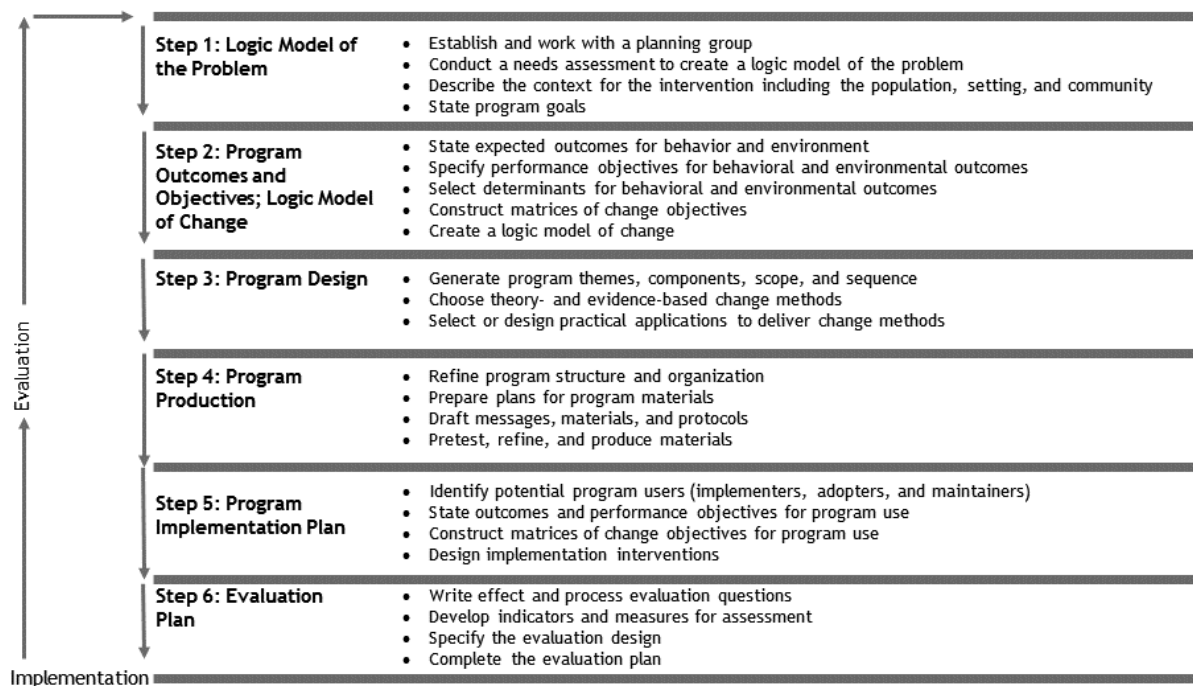 Step 1: Logic Model of
the Problem
• Establish and work with a planning group
• Conduct a needs assessment to create a logic model of the problem
• Describe the context for the intervention including the population, setting, and community
• State program goals
Step 2: Program
Outcomes and
Objectives; Logic Model
of Change
• State expected outcomes for behavior and environment
• Specify performance objectives for behavioral and environmental outcomes
• Select determinants for behavioral and environmental outcomes
• Construct matrices of change objectives
• Create a logic model of change
Step 3: Program Design
• Generate program themes, components, scope, and sequence
• Choose theory- and evidence-based change methods
• Select or design practical applications to deliver change methods
Step 4: Program
Production
• Refine program structure and organization
• Prepare plans for program materials
• Draft messages, materials, and protocols
• Pretest, refine, and produce materials
Step 5: Program
Implementation Plan
• Identify potential program users (implementers, adopters, and maintainers)
• State outcomes and performance objectives for program use
• Construct matrices of change objectives for program use
• Design implementation interventions
Step 6: Evaluation
Plan
• Write effect and process evaluation questions
• Develop indicators and measures for assessment
• Specify the evaluation design
• Complete the evaluation plan
Evaluation
Implementation